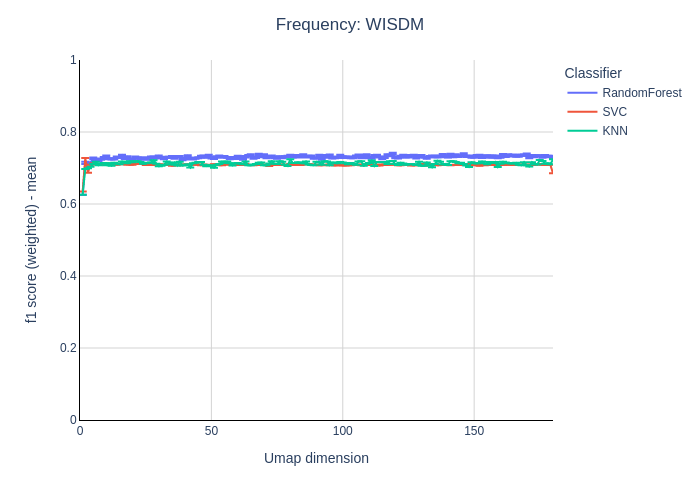 Frequency: WISDM
Classifier
RandomForest
SVC
KNN
f1 score (weighted) - mean
1
0.8
0.6
0.4
0.2
0
0
50
100
150
Umap dimension